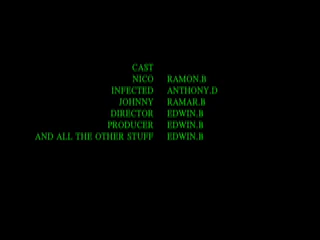 CAST
NICO RAMON.B
INFECTED ANTHONY.D
JOHNNY RAMAR.B
DIRECTOR EDWIN.B
PRODUCER EDWIN.B
AND ALL THE OTHER STUFF EDWIN.B